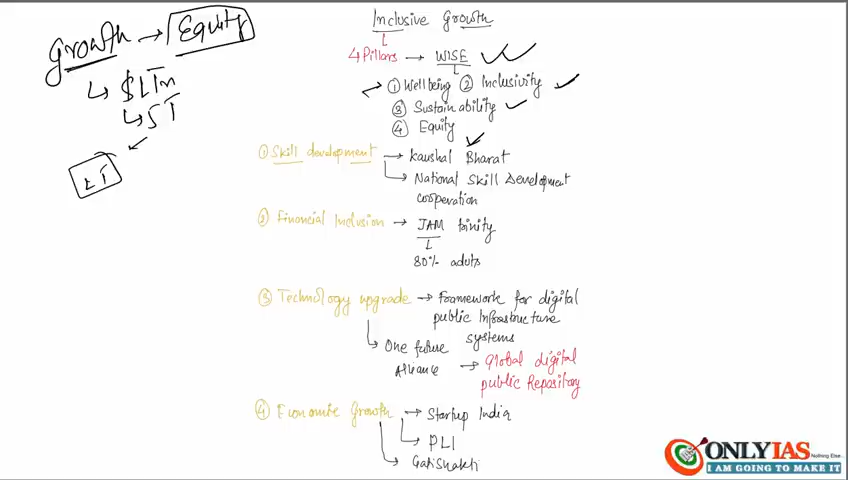 Growth → Equity
$ 1 Tn
5 T
Inclusive Growth
4 Pillars → WISE
① Wellbeing ② Inclusivity
③ Sustainability
④ Equity
① Skill development → Kaushal Bharat
→ National Skill Development
cooperation
② Financial Inclusion → JAM trinity
80% adults
③ Technology upgrade → Framework for digital
public Infrastructure
systems
→ One future
Alliance → Global digital
public Repository
④ Economic Growth → Startup India
→ PLI
→ Gatishakti
ONLYIAS
Nothing Else..
I AM GOING TO MAKE IT